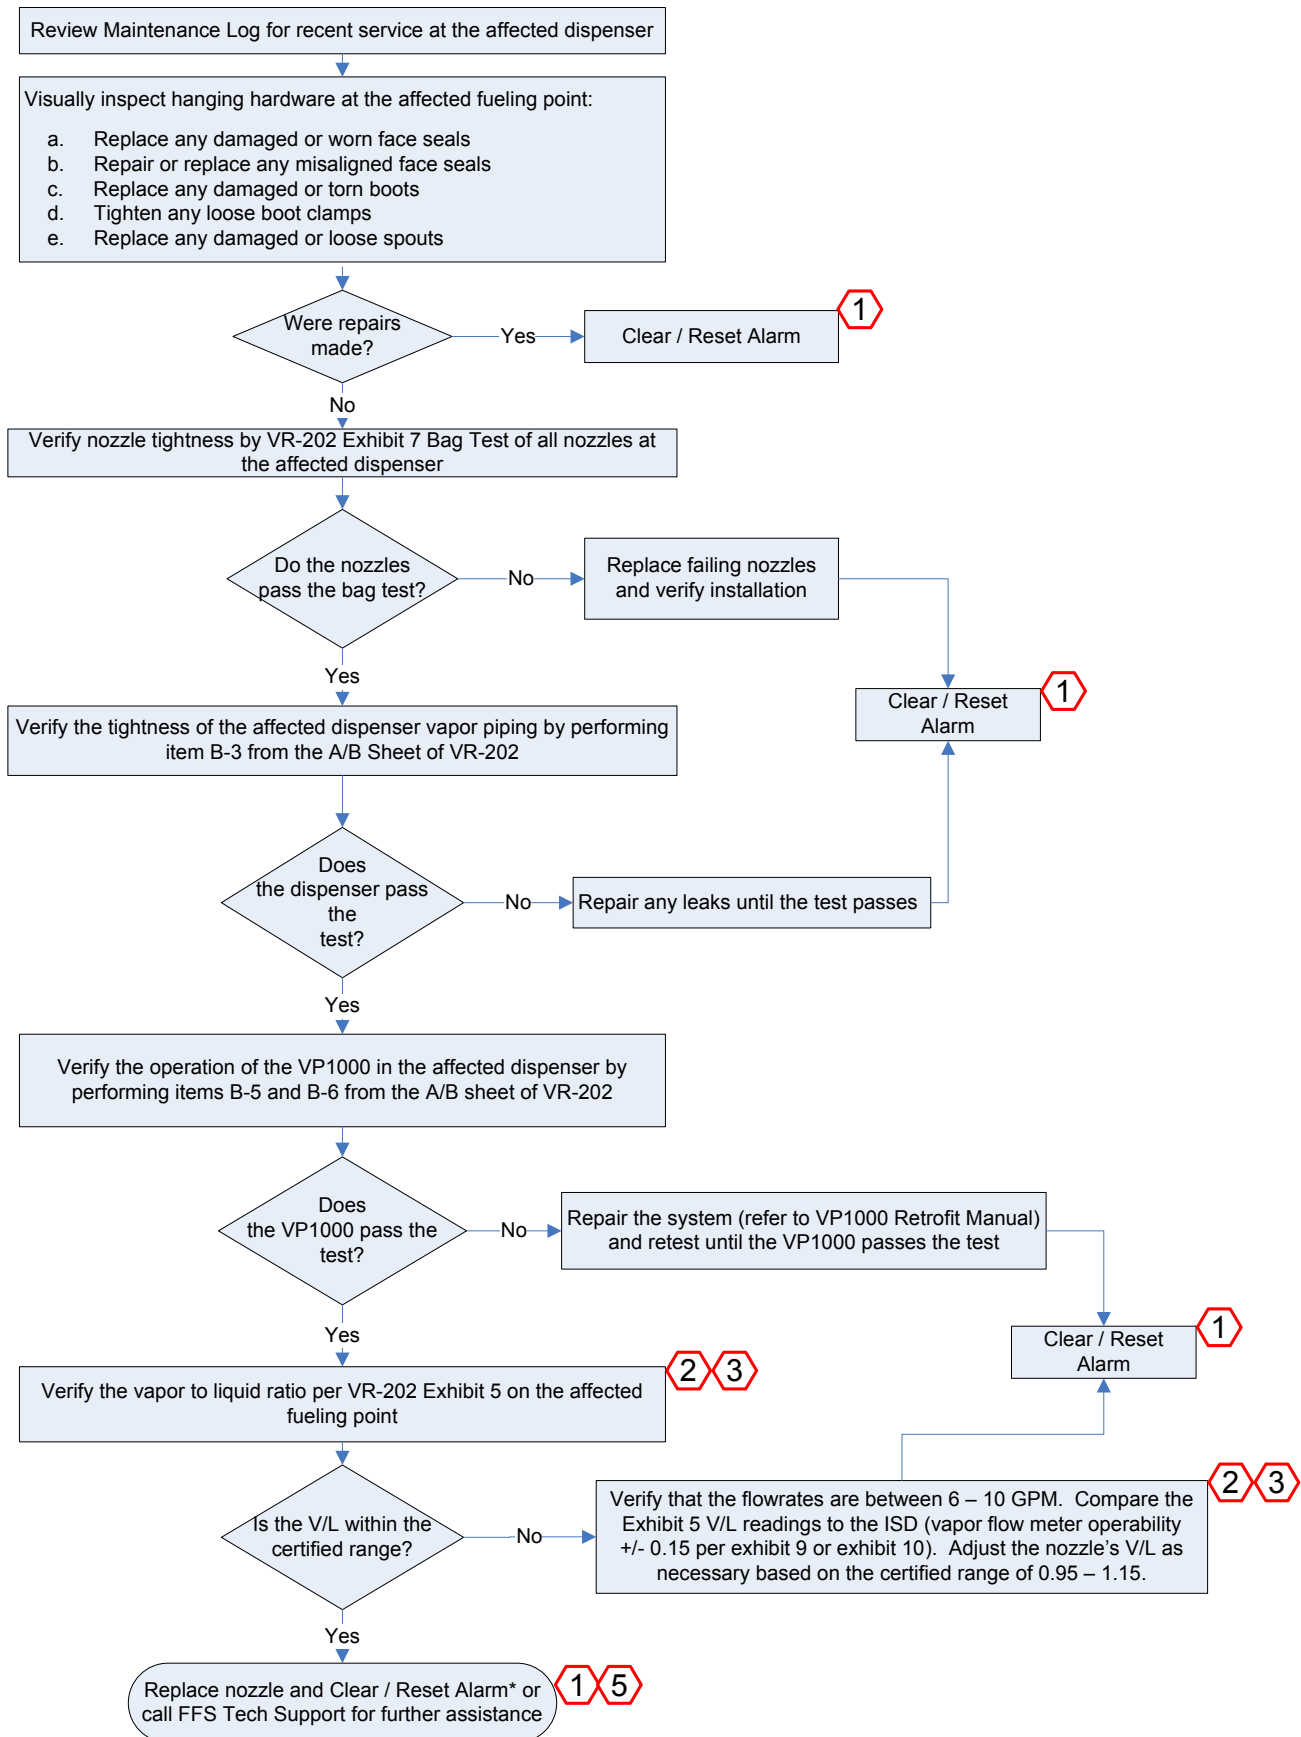 Review Maintenance Log for recent service at the affected dispenser
Visually inspect hanging hardware at the affected fueling point:
a. Replace any damaged or worn face seals
b. Repair or replace any misaligned face seals
c. Replace any damaged or torn boots
d. Tighten any loose boot clamps
e. Replace any damaged or loose spouts
Were repairs
made?
Yes
Clear / Reset Alarm
1
No
Verify nozzle tightness by VR-202 Exhibit 7 Bag Test of all nozzles at
the affected dispenser
Do the nozzles
pass the bag test?
No
Replace failing nozzles
and verify installation
Yes
Clear / Reset
Alarm
1
Verify the tightness of the affected dispenser vapor piping by performing
item B-3 from the A/B Sheet of VR-202
Does
the dispenser pass
the
test?
No
Repair any leaks until the test passes
Yes
Verify the operation of the VP1000 in the affected dispenser by
performing items B-5 and B-6 from the A/B sheet of VR-202
Does
the VP1000 pass the
test?
No
Repair the system (refer to VP1000 Retrofit Manual)
and retest until the VP1000 passes the test
Yes
Clear / Reset
Alarm
1
Verify the vapor to liquid ratio per VR-202 Exhibit 5 on the affected
fueling point
2 3
Is the V/L within the
certified range?
No
Verify that the flowrates are between 6 – 10 GPM. Compare the
Exhibit 5 V/L readings to the ISD (vapor flow meter operability
+/- 0.15 per exhibit 9 or exhibit 10). Adjust the nozzle's V/L as
necessary based on the certified range of 0.95 – 1.15.
2 3
Yes
Replace nozzle and Clear / Reset Alarm* or
call FFS Tech Support for further assistance
1 5